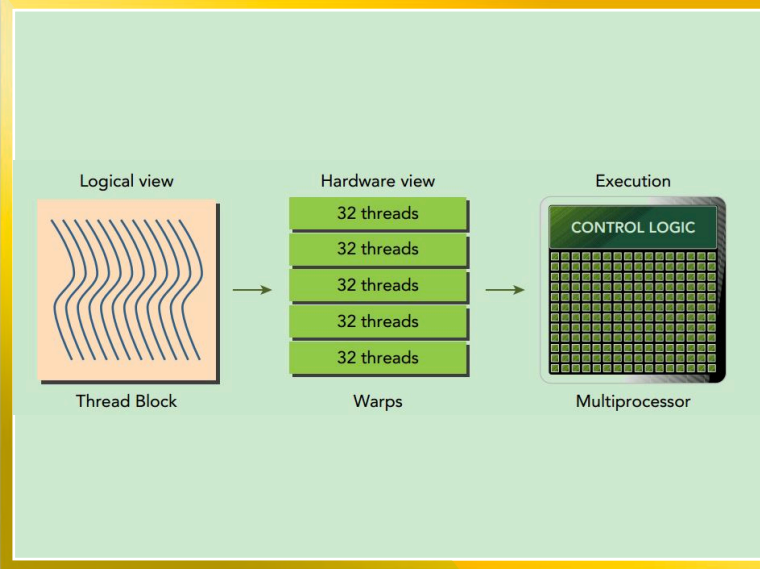 Logical view
Hardware view
Execution
32 threads
32 threads
32 threads
32 threads
32 threads
CONTROL LOGIC
Thread Block
Warps
Multiprocessor